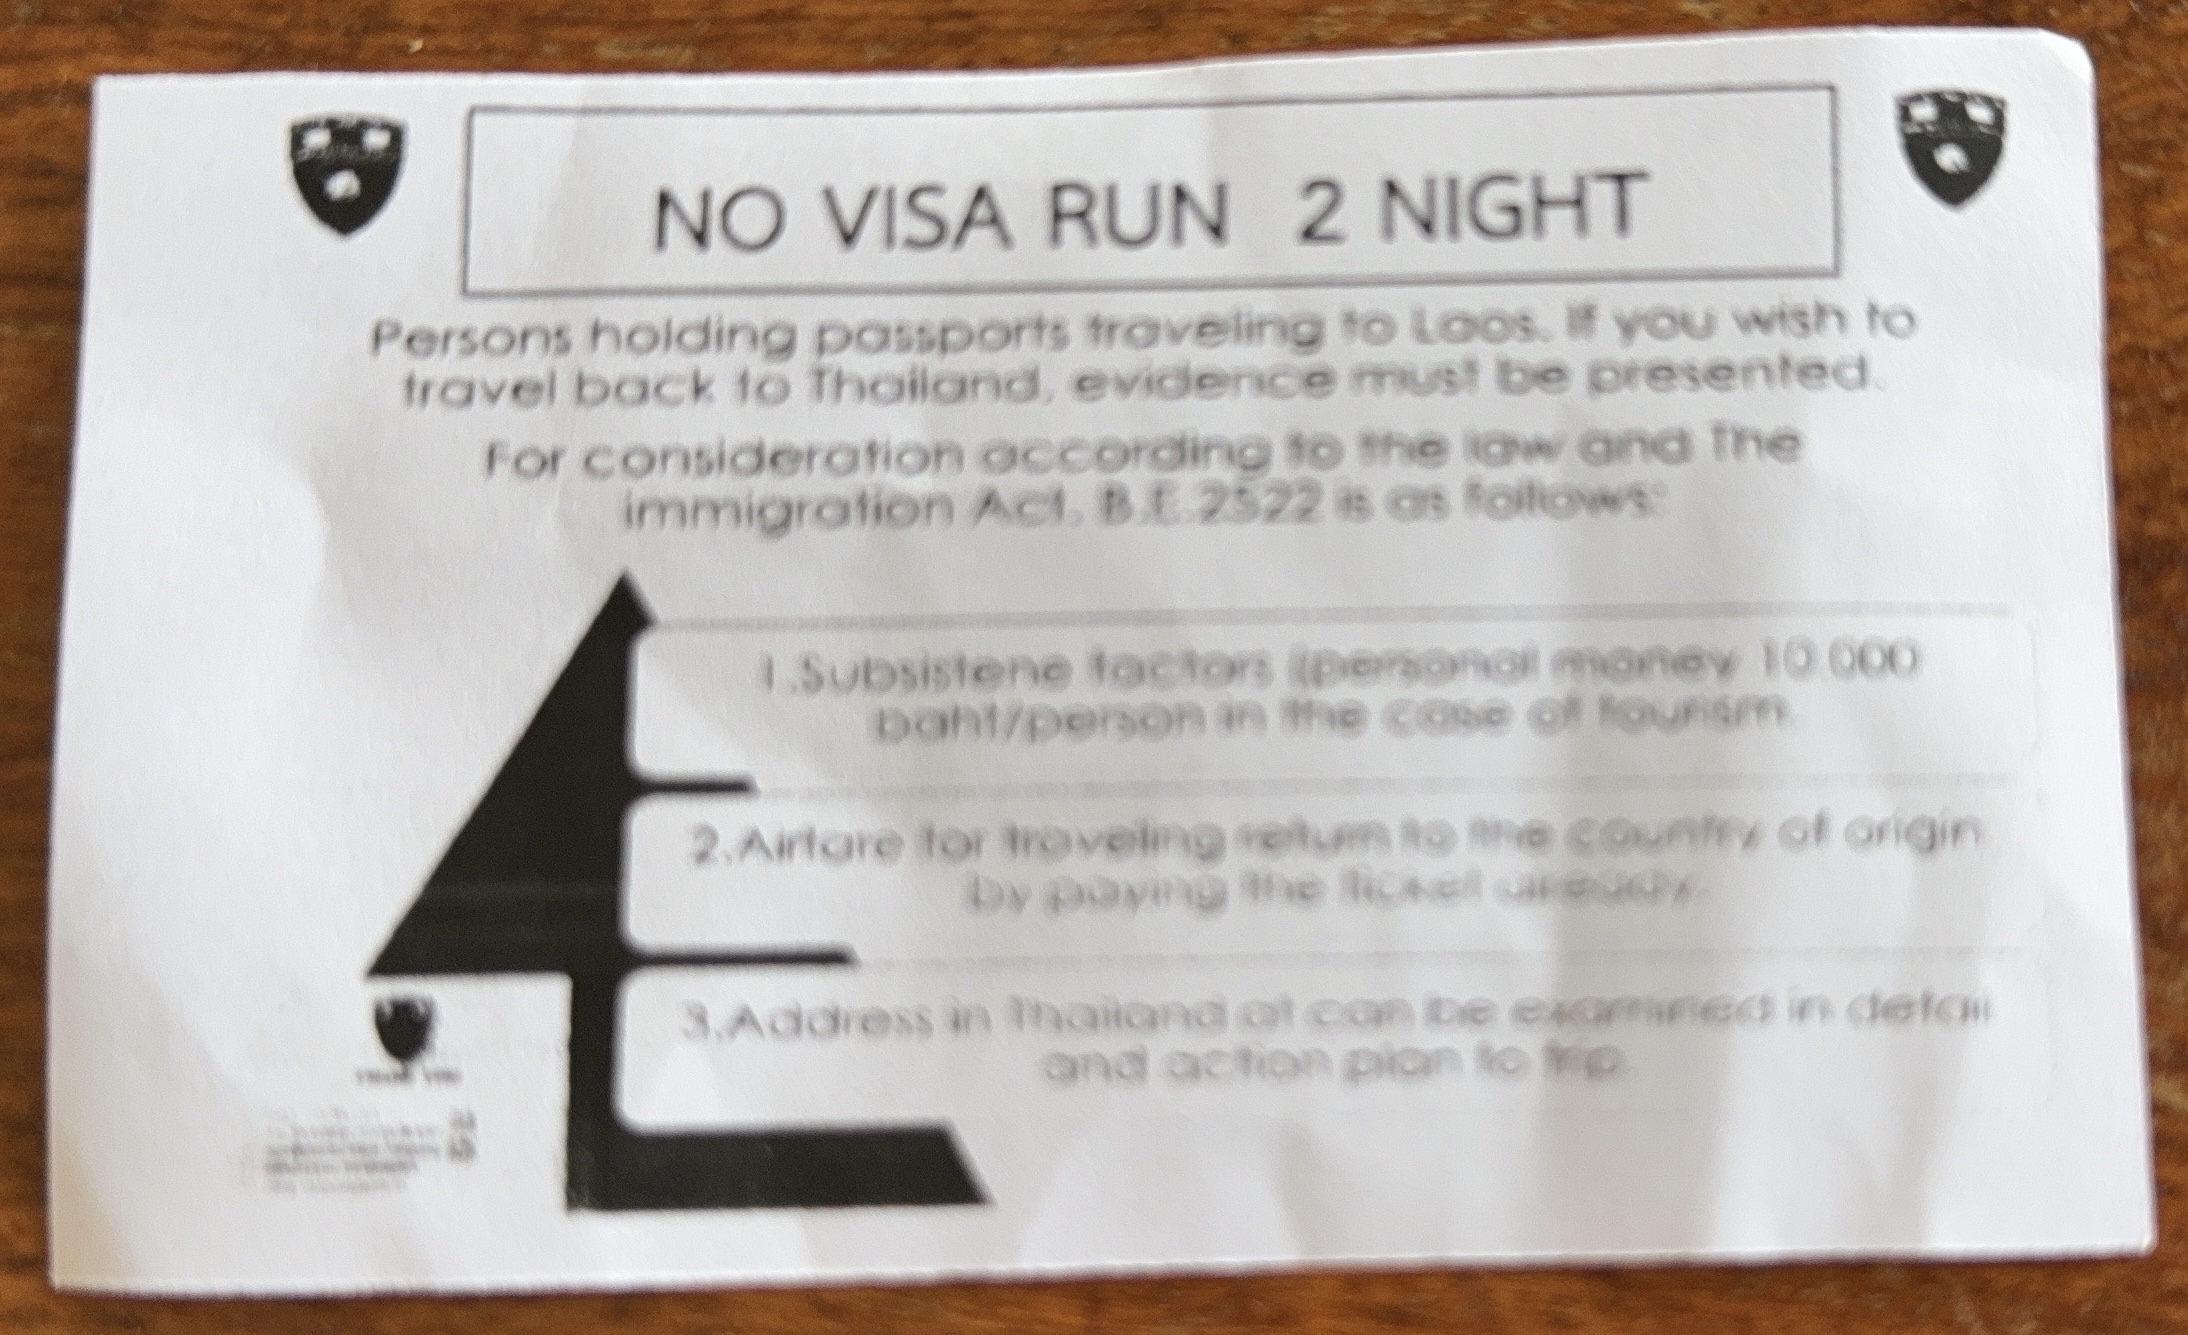 NO VISA RUN 2 NIGHT
Persons holding passports traveling to Laos. If you wish to
travel back to Thailand, evidence must be presented.
For consideration according to the law and The
immigration Act, B.E.2522 is as follows:
1.Subsistene factors (personal money 10.000
baht/person in the case of tourism.
2.Airfare for traveling return to the country of origin
by paying the ticket already.
3.Address in Thailand at can be examined in detail
and action plan to trip.
THANK YOU